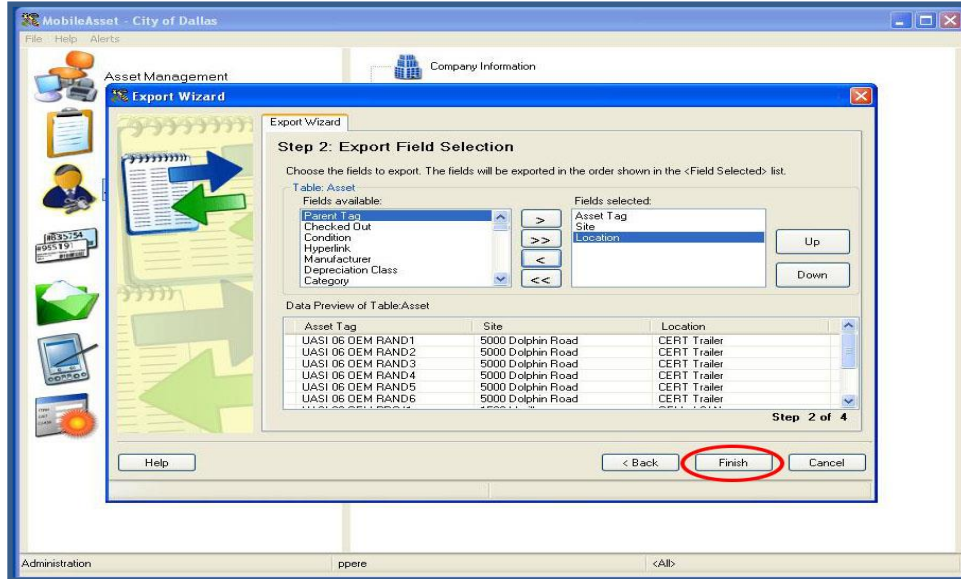 MobileAsset - City of Dallas
File Help Alerts
Asset Management
Company Information
Export Wizard
Export Wizard
Step 2: Export Field Selection
Choose the fields to export. The fields will be exported in the order shown in the <Field Selected> list.
Table: Asset
Fields available:
Fields selected:
Parent Tag
Checked Out
Condition
Hyperlink
Manufacturer
Depreciation Class
Category
>
>>
<
<<
Asset Tag
Site
Location
Up
Down
Data Preview of Table:Asset
Asset Tag Site Location
UASI 06 OEM RAND1 5000 Dolphin Road CERT Trailer
UASI 06 OEM RAND2 5000 Dolphin Road CERT Trailer
UASI 06 OEM RAND3 5000 Dolphin Road CERT Trailer
UASI 06 OEM RAND4 5000 Dolphin Road CERT Trailer
UASI 06 OEM RAND5 5000 Dolphin Road CERT Trailer
UASI 06 OEM RAND6 5000 Dolphin Road CERT Trailer
Step 2 of 4
Help
< Back
Finish
Cancel
Administration ppere <All>